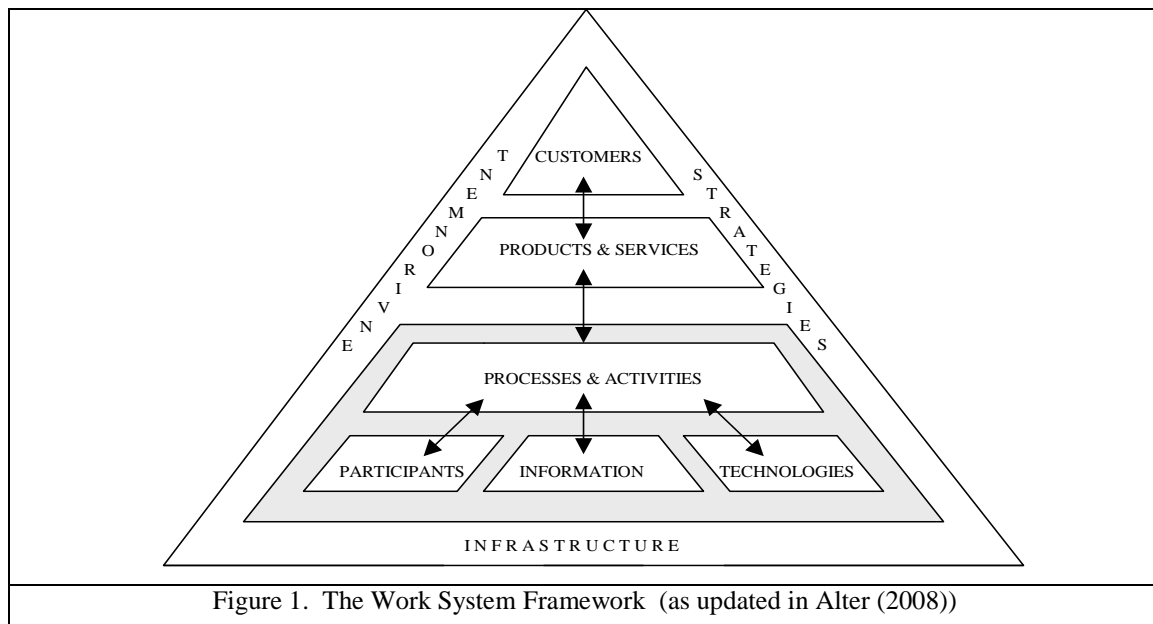 CUSTOMERS
ENVIRONMENT
STRATEGIES
PRODUCTS & SERVICES
PROCESSES & ACTIVITIES
PARTICIPANTS
INFORMATION
TECHNOLOGIES
INFRASTRUCTURE
Figure 1. The Work System Framework (as updated in Alter (2008))